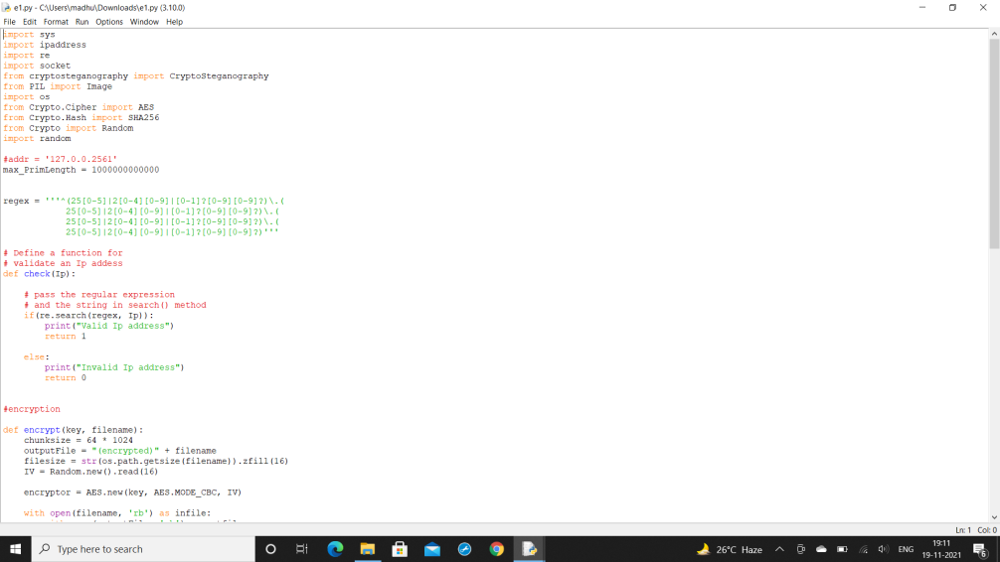 e1.py - C:\Users\madhu\Downloads\e1.py (3.10.0)
File Edit Format Run Options Window Help
import sys
import ipaddress
import re
import socket
from cryptosteganography import CryptoSteganography
from PIL import Image
import os
from Crypto.Cipher import AES
from Crypto.Hash import SHA256
from Crypto import Random
import random
#addr = '127.0.0.2561'
max_PrimLength = 1000000000000
regex = '''^(25[0-5]|2[0-4][0-9]|[0-1]?[0-9][0-9]?)\.(
25[0-5]|2[0-4][0-9]|[0-1]?[0-9][0-9]?)\.(
25[0-5]|2[0-4][0-9]|[0-1]?[0-9][0-9]?)\.(
25[0-5]|2[0-4][0-9]|[0-1]?[0-9][0-9]?)'''
# Define a function for
# validate an Ip addess
def check(Ip):
# pass the regular expression
# and the string in search() method
if(re.search(regex, Ip)):
print("Valid Ip address")
return 1
else:
print("Invalid Ip address")
return 0
#encryption
def encrypt(key, filename):
chunksize = 64 * 1024
outputFile = "(encrypted)" + filename
filesize = str(os.path.getsize(filename)).zfill(16)
IV = Random.new().read(16)
encryptor = AES.new(key, AES.MODE_CBC, IV)
with open(filename, 'rb') as infile:
Ln: 1 Col: 0
Type here to search
26°C Haze
ENG
19:11
19-11-2021
6